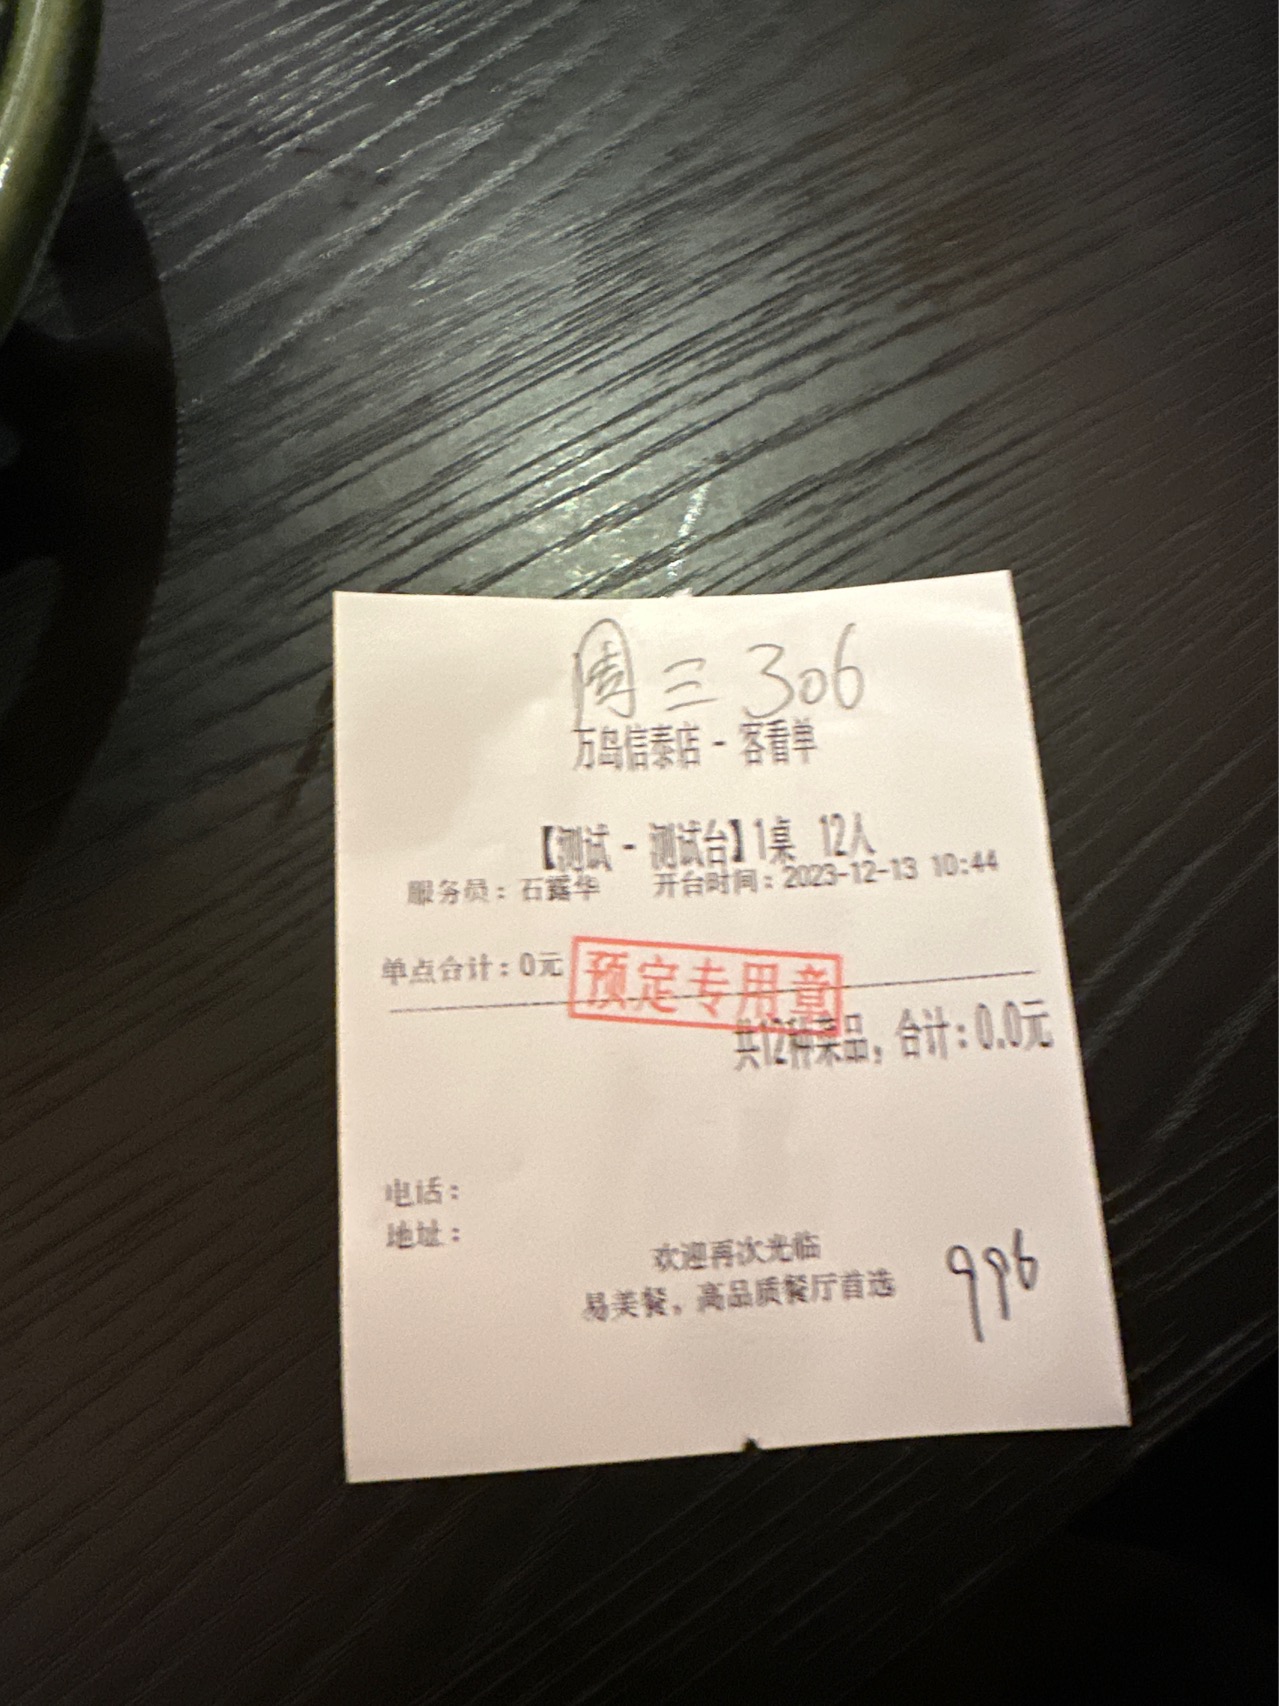 周三 306
万岛信泰店 - 客看单
【测试 - 测试台】1桌 12人
服务员：石露华 开台时间：2023-12-13 10:44
单点合计：0元
预定专用章
共12种菜品，合计：0.0元
电话：
地址：
欢迎再次光临
易美餐，高品质餐厅首选
996